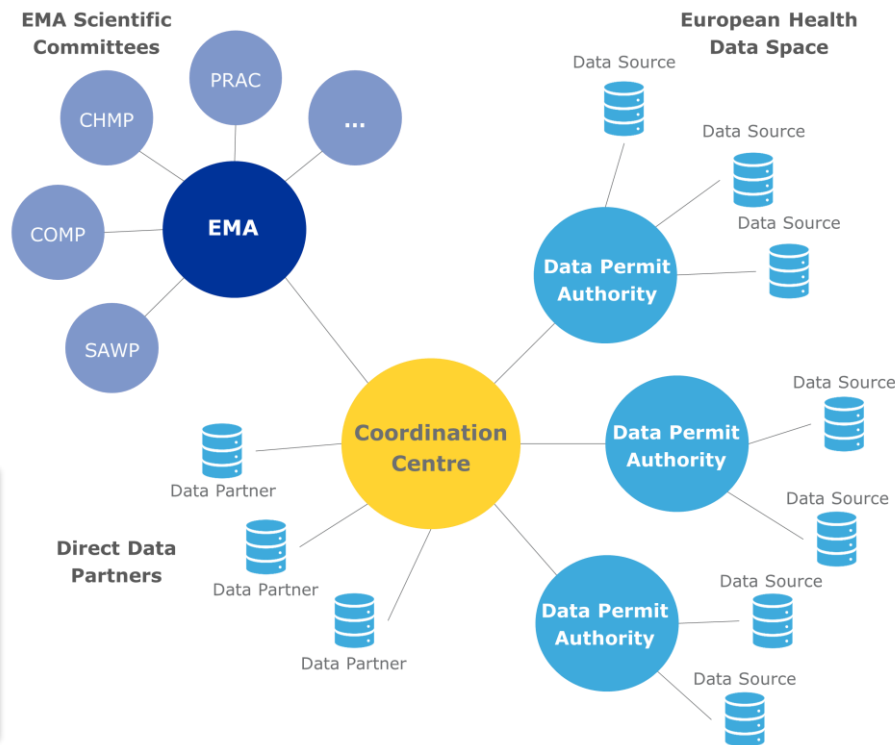 EMA Scientific
Committees
PRAC
CHMP
...
COMP
EMA
SAWP
European Health
Data Space
Data Source
Data Source
Data Source
Data Permit
Authority
Coordination
Centre
Data Permit
Authority
Data Source
Data Source
Data Permit
Authority
Data Source
Data Source
Data Partner
Direct Data
Partners
Data Partner
Data Partner